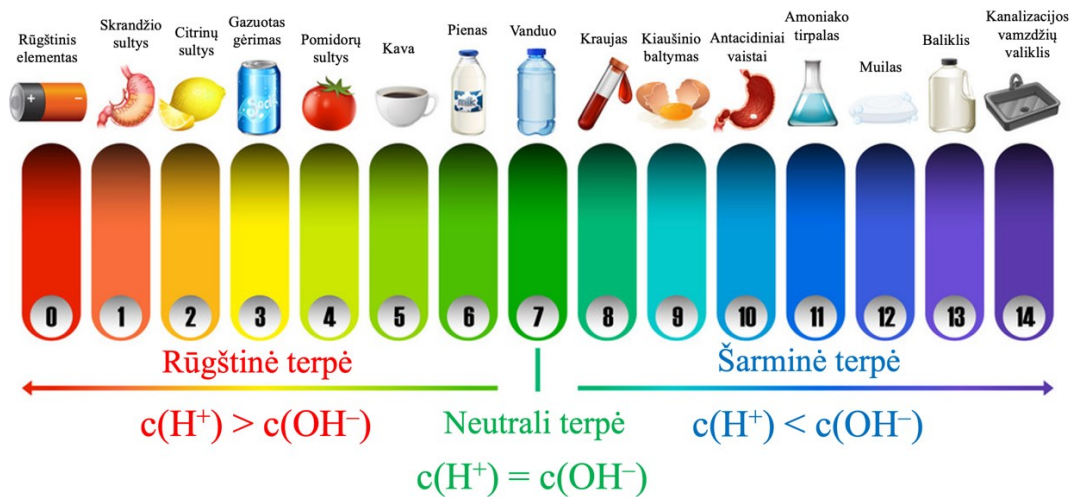 Rūgštinis
elementas
Skrandžio
sultys
Citrinų
sultys
Gazuotas
gėrimas
Pomidorų
sultys
Kava
Pienas
Vanduo
Kraujas
Kiaušinio
baltymas
Antacidiniai
vaistai
Amoniako
tirpalas
Muilas
Baliklis
Kanalizacijos
vamzdžių
valiklis
+ −
Soda
milk
0 1 2 3 4 5 6 7 8 9 10 11 12 13 14
Rūgštinė terpė
Šarminė terpė
c(H⁺) > c(OH⁻)
Neutrali terpė
c(H⁺) < c(OH⁻)
c(H⁺) = c(OH⁻)